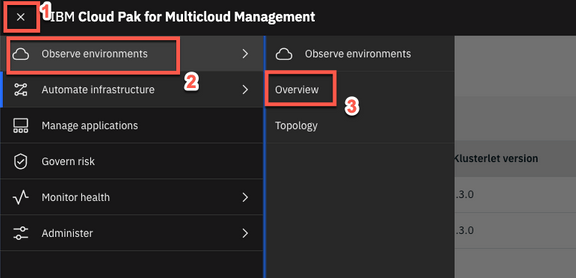 1
IBM Cloud Pak for Multicloud Management
Observe environments
2
Observe environments
Automate infrastructure
Overview
3
Manage applications
Topology
Govern risk
Klusterlet version
Monitor health
.3.0
Administer
.3.0